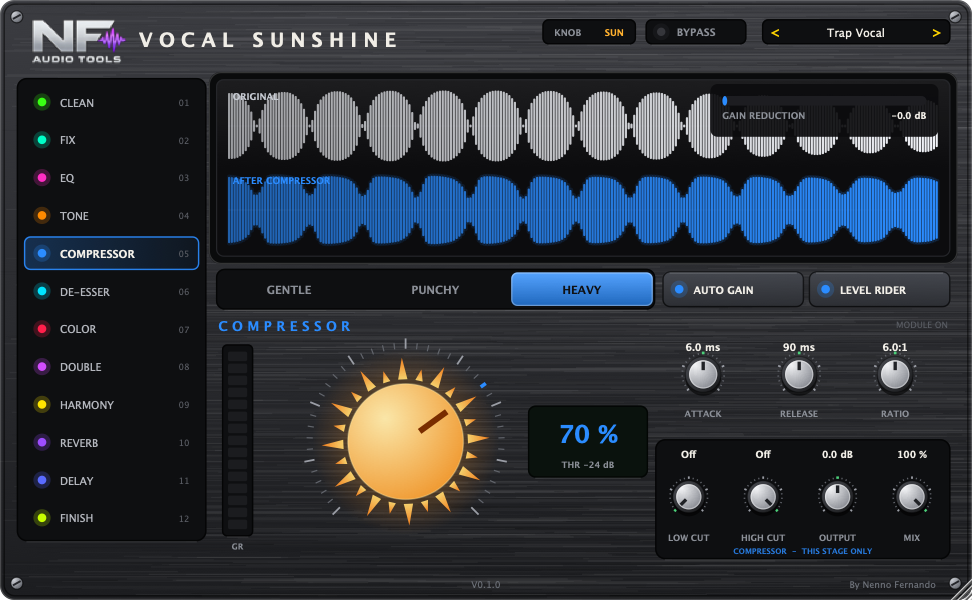 NF
AUDIO TOOLS
VOCAL SUNSHINE
KNOB SUN
BYPASS
< Trap Vocal >
CLEAN 01
FIX 02
EQ 03
TONE 04
COMPRESSOR 05
DE-ESSER 06
COLOR 07
DOUBLE 08
HARMONY 09
REVERB 10
DELAY 11
FINISH 12
ORIGINAL
GAIN REDUCTION -0.0 dB
AFTER COMPRESSOR
GENTLE PUNCHY HEAVY
AUTO GAIN
LEVEL RIDER
COMPRESSOR
MODULE ON
GR
70 %
THR -24 dB
6.0 ms 90 ms 6.0:1
ATTACK RELEASE RATIO
Off Off 0.0 dB 100 %
LOW CUT HIGH CUT OUTPUT MIX
COMPRESSOR – THIS STAGE ONLY
V0.1.0
By Nenno Fernando